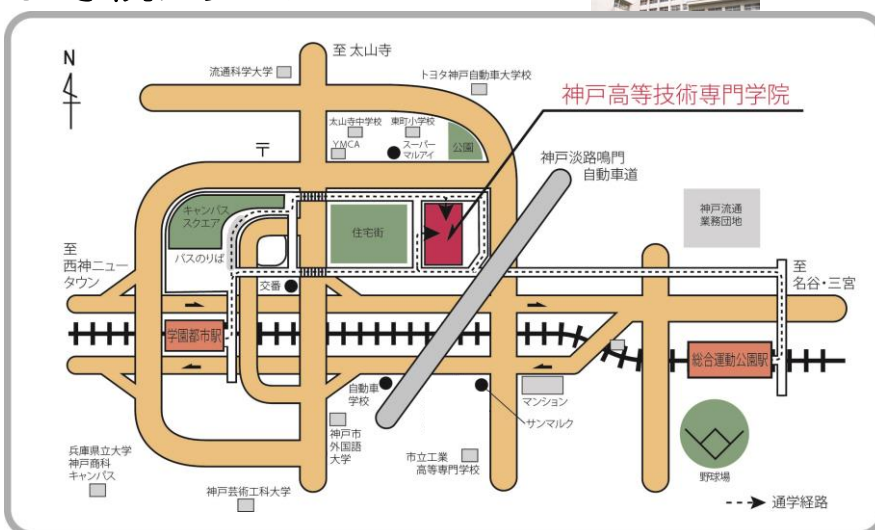 N
至 太山寺
流通科学大学
トヨタ神戸自動車大学校
神戸高等技術専門学院
太山寺中学校
東町小学校
YMCA
スーパー
マルアイ
公園
〒
神戸淡路鳴門
自動車道
キャンパス
スクエア
住宅街
神戸流通
業務団地
バスのりば
至
西神ニュー
タウン
交番
至
名谷・三宮
学園都市駅
総合運動公園駅
自動車
学校
マンション
サンマルク
神戸市
外国語
大学
市立工業
高等専門学校
兵庫県立大学
神戸商科
キャンパス
神戸芸術工科大学
野球場
通学経路